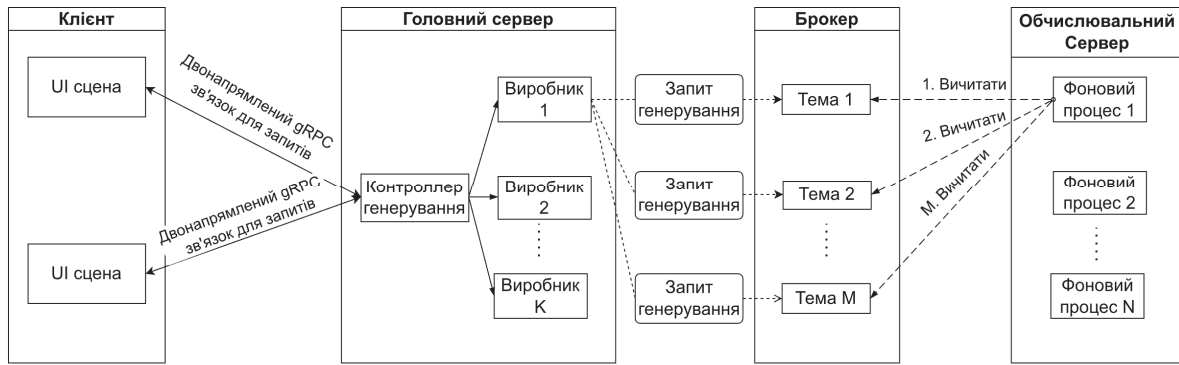 Клієнт
UI сцена
UI сцена
Двонапрямлений gRPC
зв'язок для запитів
Двонапрямлений gRPC
зв'язок для запитів
Головний сервер
Контроллер
генерування
Виробник
1
Виробник
2
Виробник
K
Запит
генерування
Запит
генерування
Запит
генерування
Брокер
Тема 1
Тема 2
Тема M
1. Вичитати
2. Вичитати
M. Вичитати
Обчислювальний
Сервер
Фоновий
процес 1
Фоновий
процес 2
Фоновий
процес N